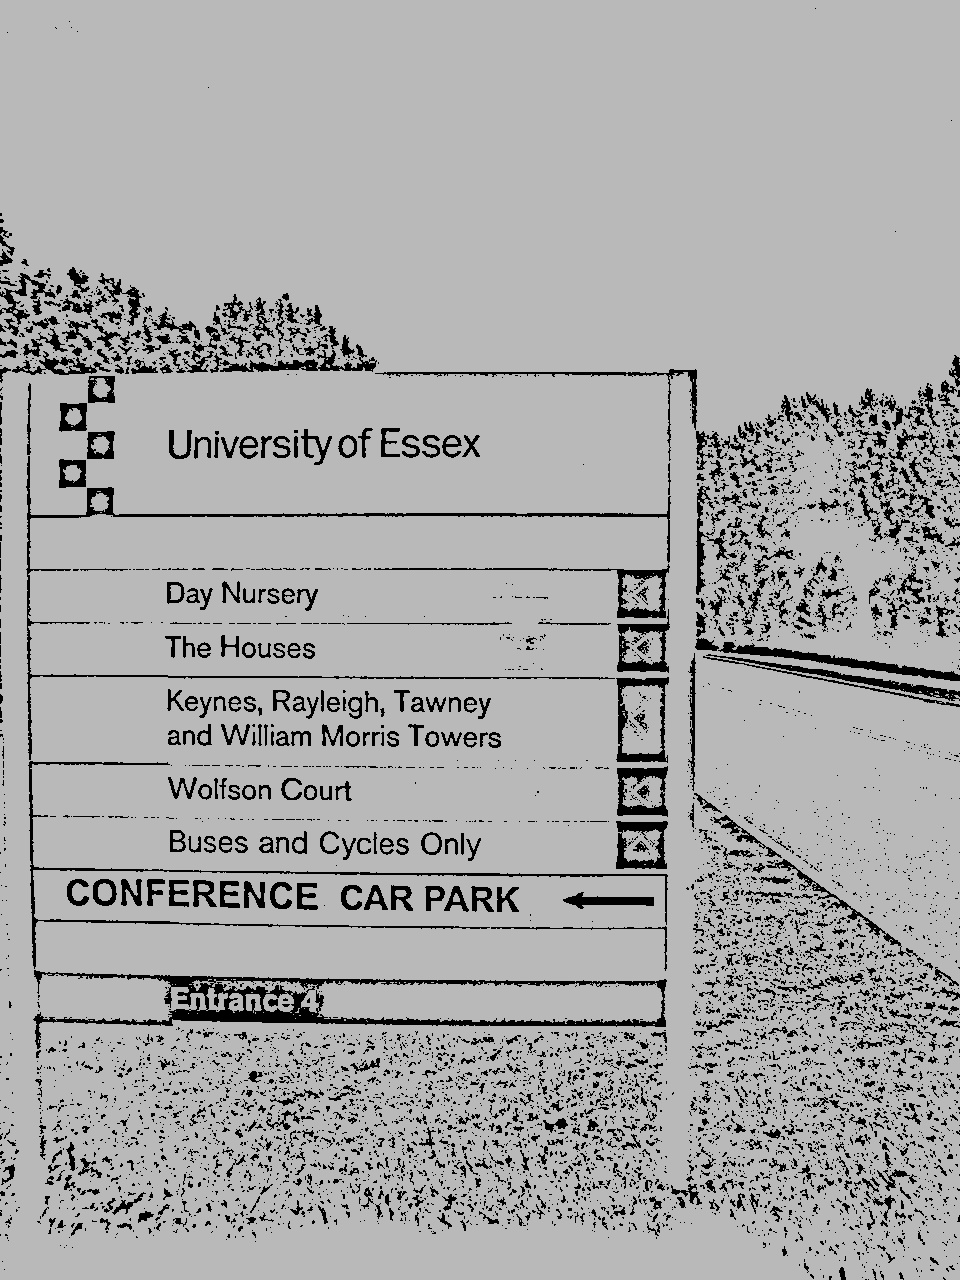 University of Essex
Day Nursery
The Houses
Keynes, Rayleigh, Tawney
and William Morris Towers
Wolfson Court
Buses and Cycles Only
CONFERENCE CAR PARK
Entrance 4